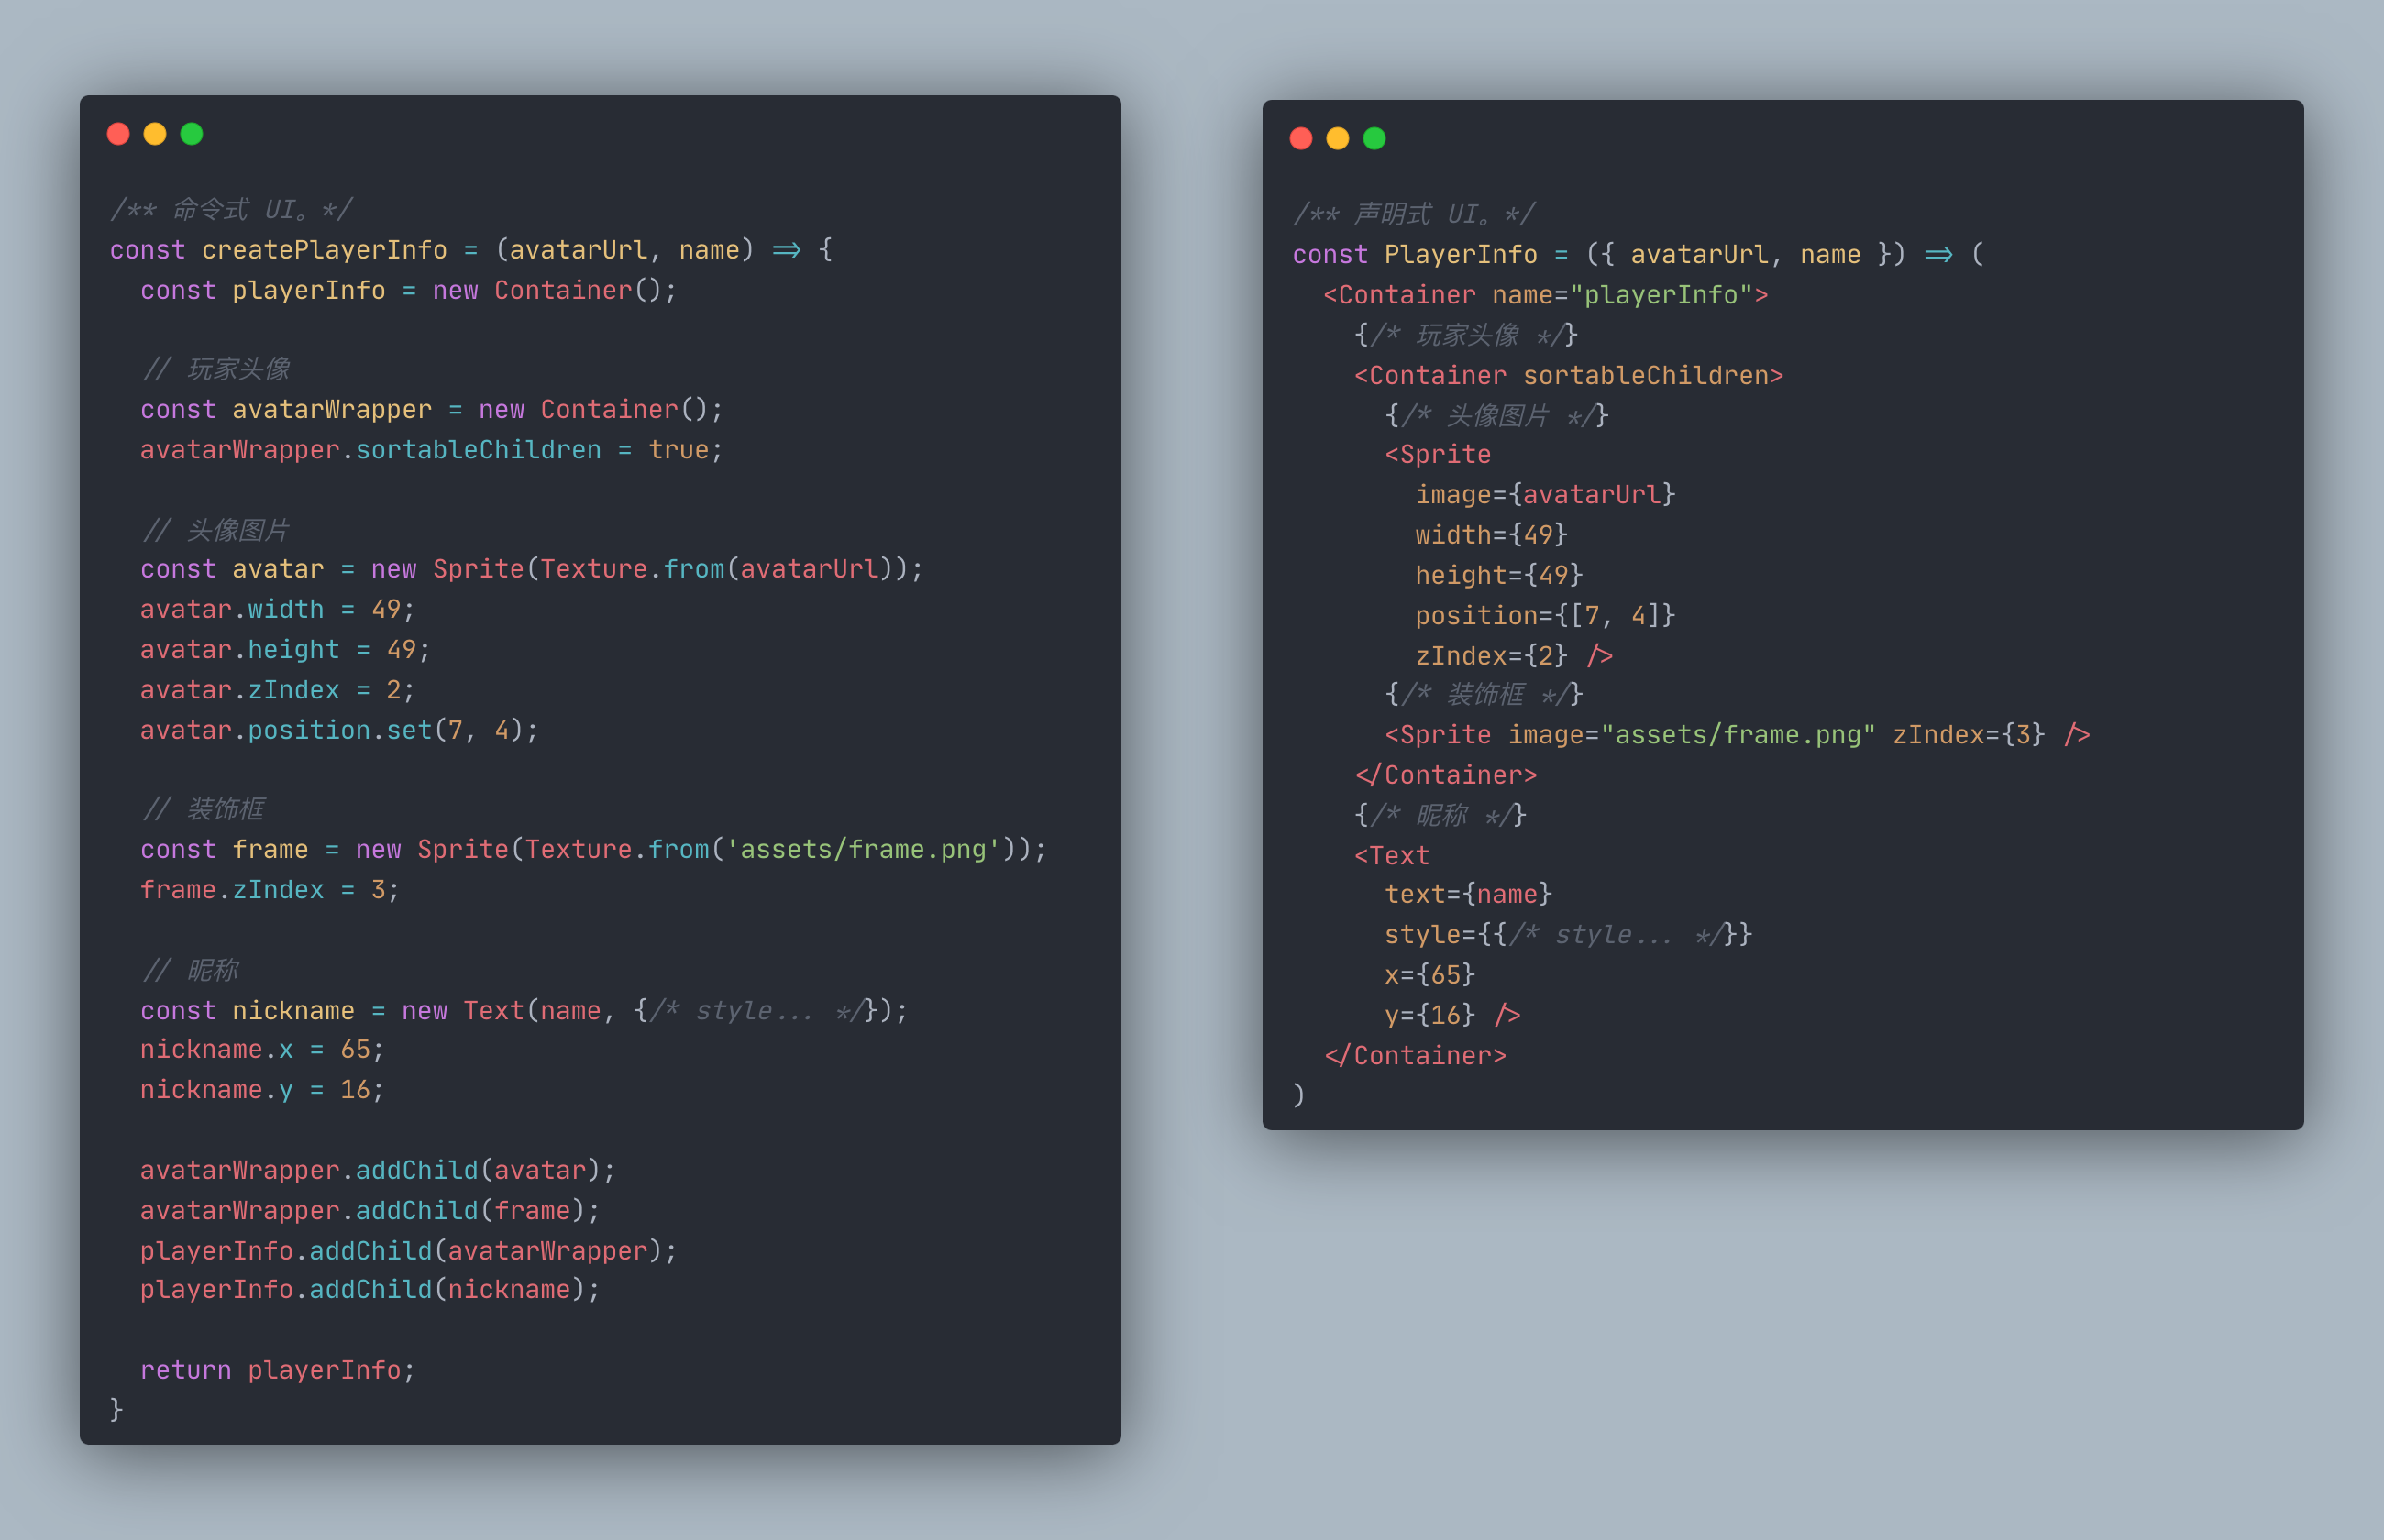 /** 命令式 UI。*/
const createPlayerInfo = (avatarUrl, name) => {
  const playerInfo = new Container();

  // 玩家头像
  const avatarWrapper = new Container();
  avatarWrapper.sortableChildren = true;

  // 头像图片
  const avatar = new Sprite(Texture.from(avatarUrl));
  avatar.width = 49;
  avatar.height = 49;
  avatar.zIndex = 2;
  avatar.position.set(7, 4);

  // 装饰框
  const frame = new Sprite(Texture.from('assets/frame.png'));
  frame.zIndex = 3;

  // 昵称
  const nickname = new Text(name, {/* style... */});
  nickname.x = 65;
  nickname.y = 16;

  avatarWrapper.addChild(avatar);
  avatarWrapper.addChild(frame);
  playerInfo.addChild(avatarWrapper);
  playerInfo.addChild(nickname);

  return playerInfo;
}
/** 声明式 UI。*/
const PlayerInfo = ({ avatarUrl, name }) => (
  <Container name="playerInfo">
    {/* 玩家头像 */}
    <Container sortableChildren>
      {/* 头像图片 */}
      <Sprite
        image={avatarUrl}
        width={49}
        height={49}
        position={[7, 4]}
        zIndex={2} />
      {/* 装饰框 */}
      <Sprite image="assets/frame.png" zIndex={3} />
    </Container>
    {/* 昵称 */}
    <Text
      text={name}
      style={{/* style... */}}
      x={65}
      y={16} />
  </Container>
)